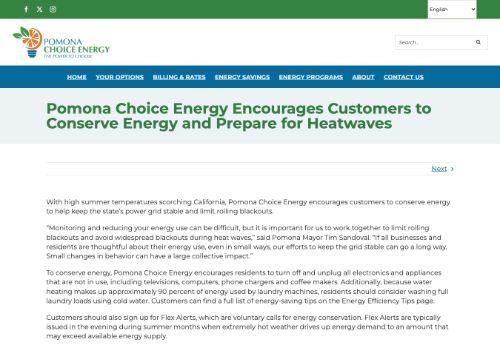 English
POMONA
CHOICE ENERGY
THE POWER TO CHOOSE
Search...
HOME YOUR OPTIONS BILLING & RATES ENERGY SAVINGS ENERGY PROGRAMS ABOUT CONTACT US
Pomona Choice Energy Encourages Customers to
Conserve Energy and Prepare for Heatwaves
Next
With high summer temperatures scorching California, Pomona Choice Energy encourages customers to conserve energy
to help keep the state's power grid stable and limit rolling blackouts.
"Monitoring and reducing your energy use can be difficult, but it is important for us to work together to limit rolling
blackouts and avoid widespread blackouts during heat waves," said Pomona Mayor Tim Sandoval. "If all businesses and
residents are thoughtful about their energy use, even in small ways, our efforts to keep the grid stable can go a long way.
Small changes in behavior can have a large collective impact."
To conserve energy, Pomona Choice Energy encourages residents to turn off and unplug all electronics and appliances
that are not in use, including televisions, computers, phone chargers and coffee makers. Additionally, because water
heating makes up approximately 90 percent of energy used by laundry machines, residents should consider washing full
laundry loads using cold water. Customers can find a full list of energy-saving tips on the Energy Efficiency Tips page.
Customers should also sign up for Flex Alerts, which are voluntary calls for energy conservation. Flex Alerts are typically
issued in the evening during summer months when extremely hot weather drives up energy demand to an amount that
may exceed available energy supply.